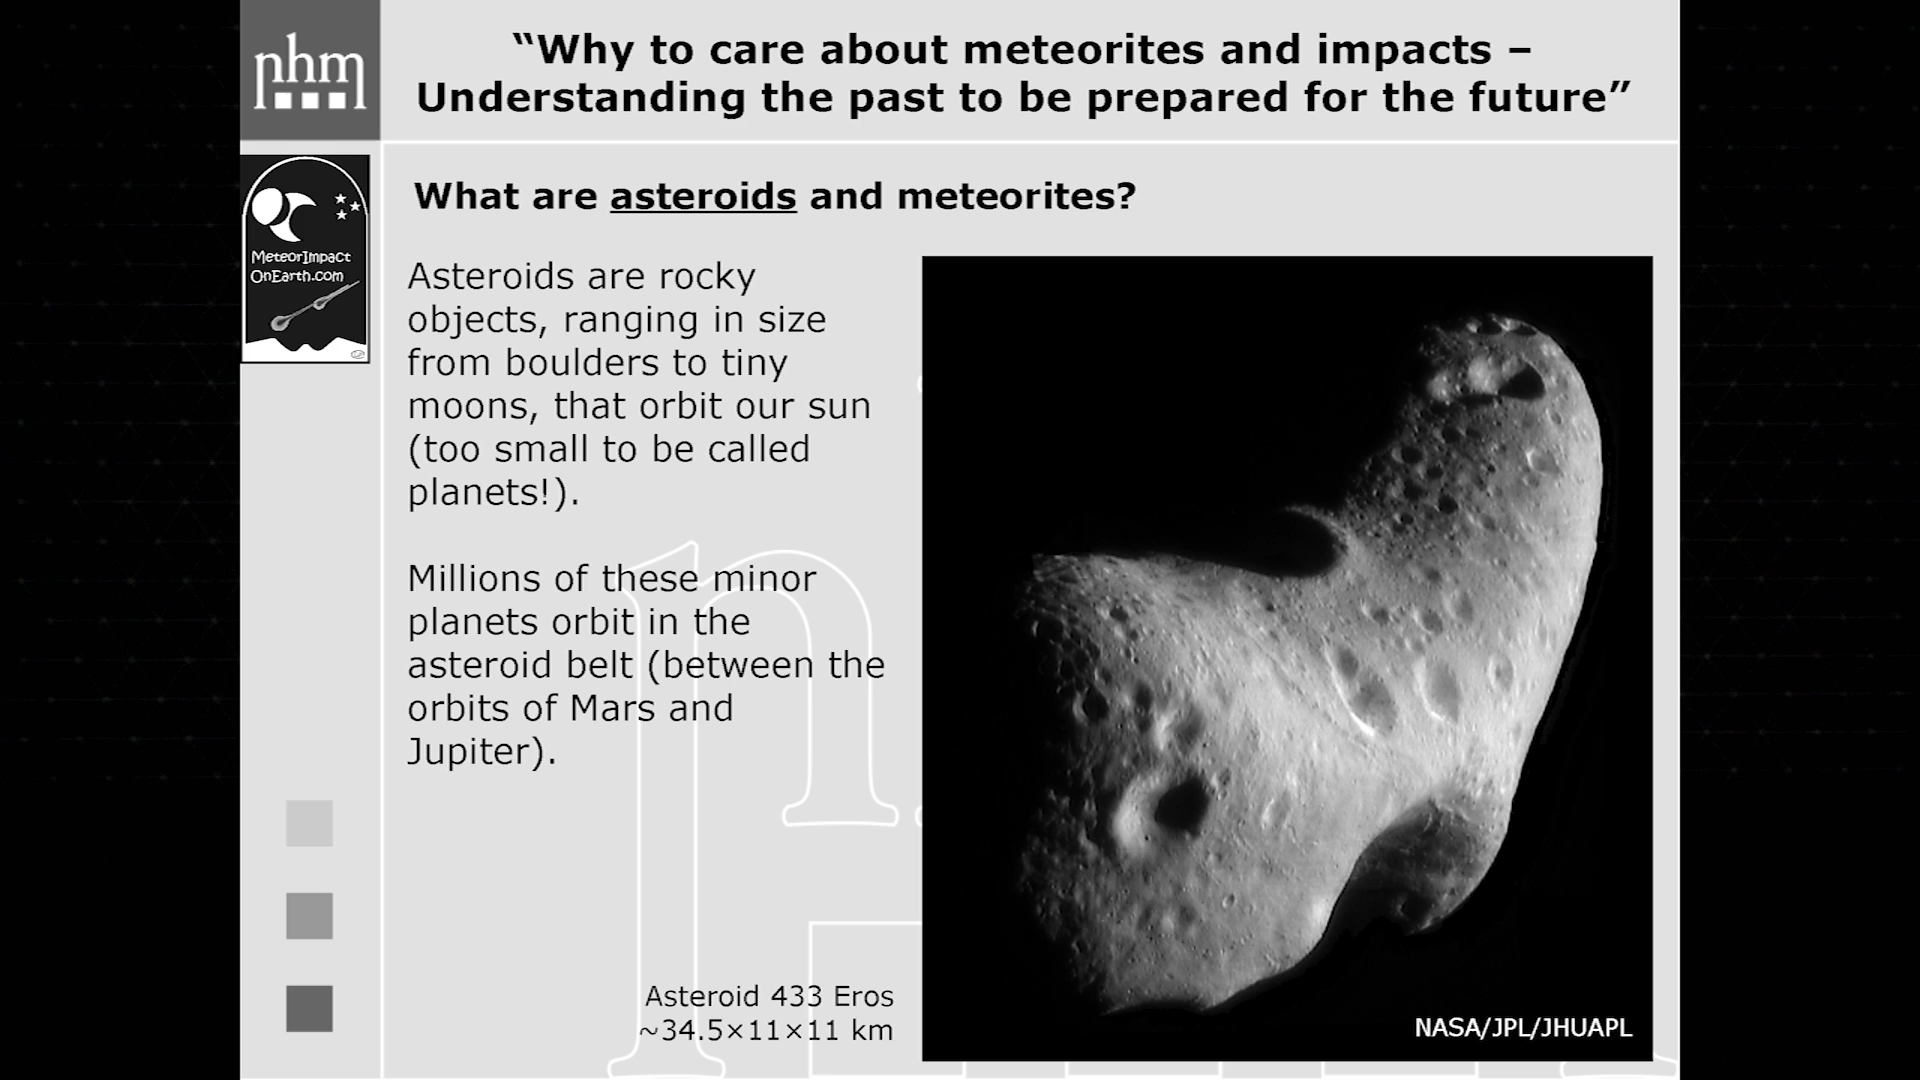 nhm
“Why to care about meteorites and impacts –
Understanding the past to be prepared for the future”
MeteorImpact
OnEarth.com
What are asteroids and meteorites?
Asteroids are rocky
objects, ranging in size
from boulders to tiny
moons, that orbit our sun
(too small to be called
planets!).
Millions of these minor
planets orbit in the
asteroid belt (between the
orbits of Mars and
Jupiter).
Asteroid 433 Eros
~34.5×11×11 km
NASA/JPL/JHUAPL